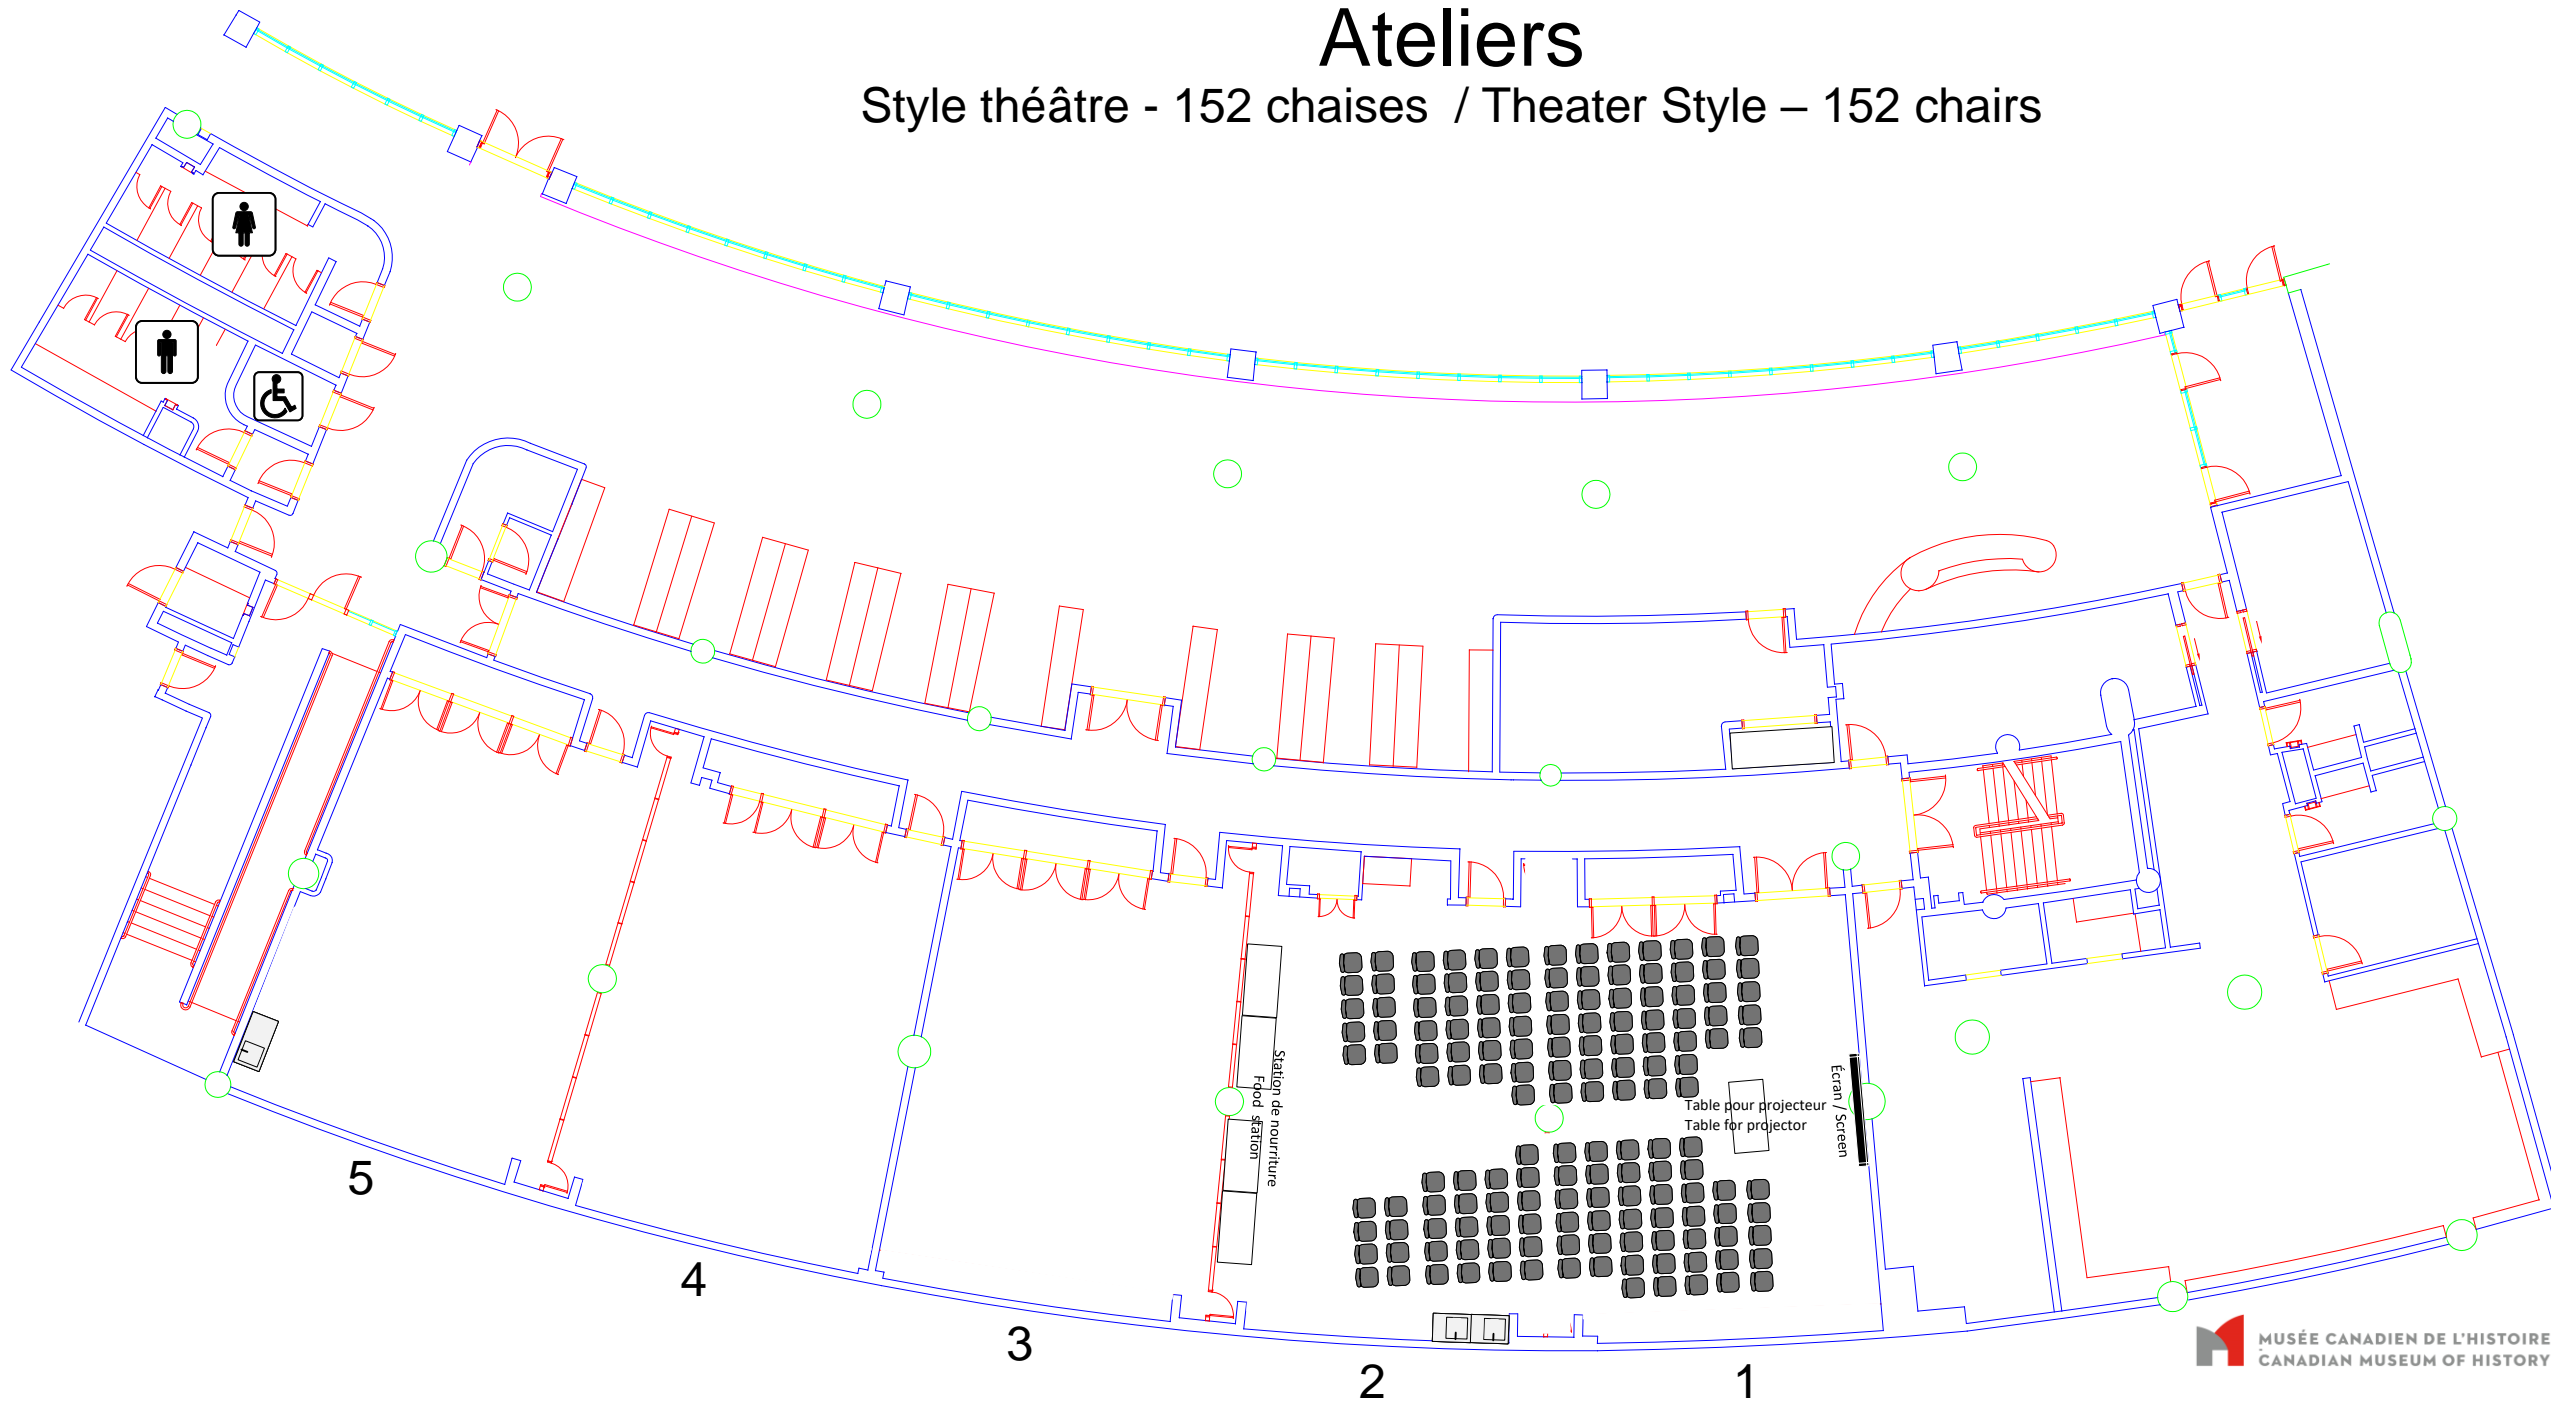 Ateliers
Style théâtre - 152 chaises / Theater Style – 152 chairs
Station de nourriture
Food station
Table pour projecteur
Table for projector
Écran / Screen
5
4
3
2
1
MUSÉE CANADIEN DE L'HISTOIRE
CANADIAN MUSEUM OF HISTORY